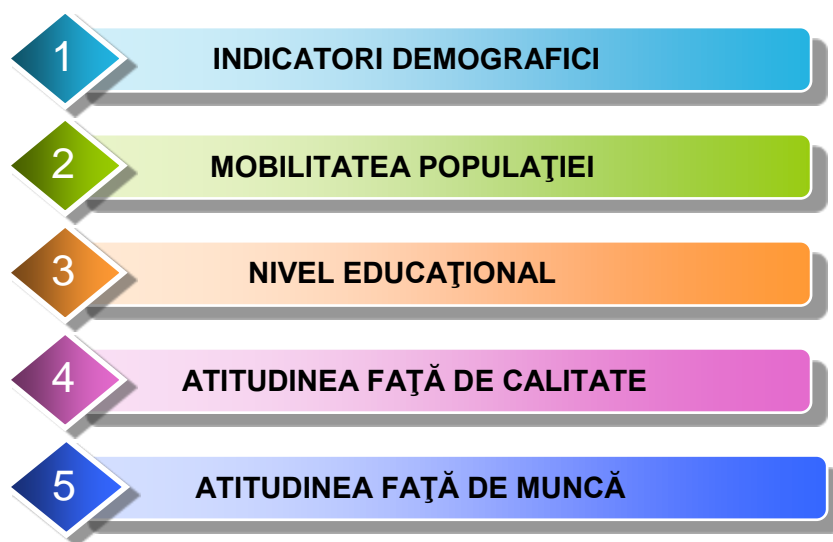 1 INDICATORI DEMOGRAFICI
2 MOBILITATEA POPULAŢIEI
3 NIVEL EDUCAŢIONAL
4 ATITUDINEA FAŢĂ DE CALITATE
5 ATITUDINEA FAŢĂ DE MUNCĂ